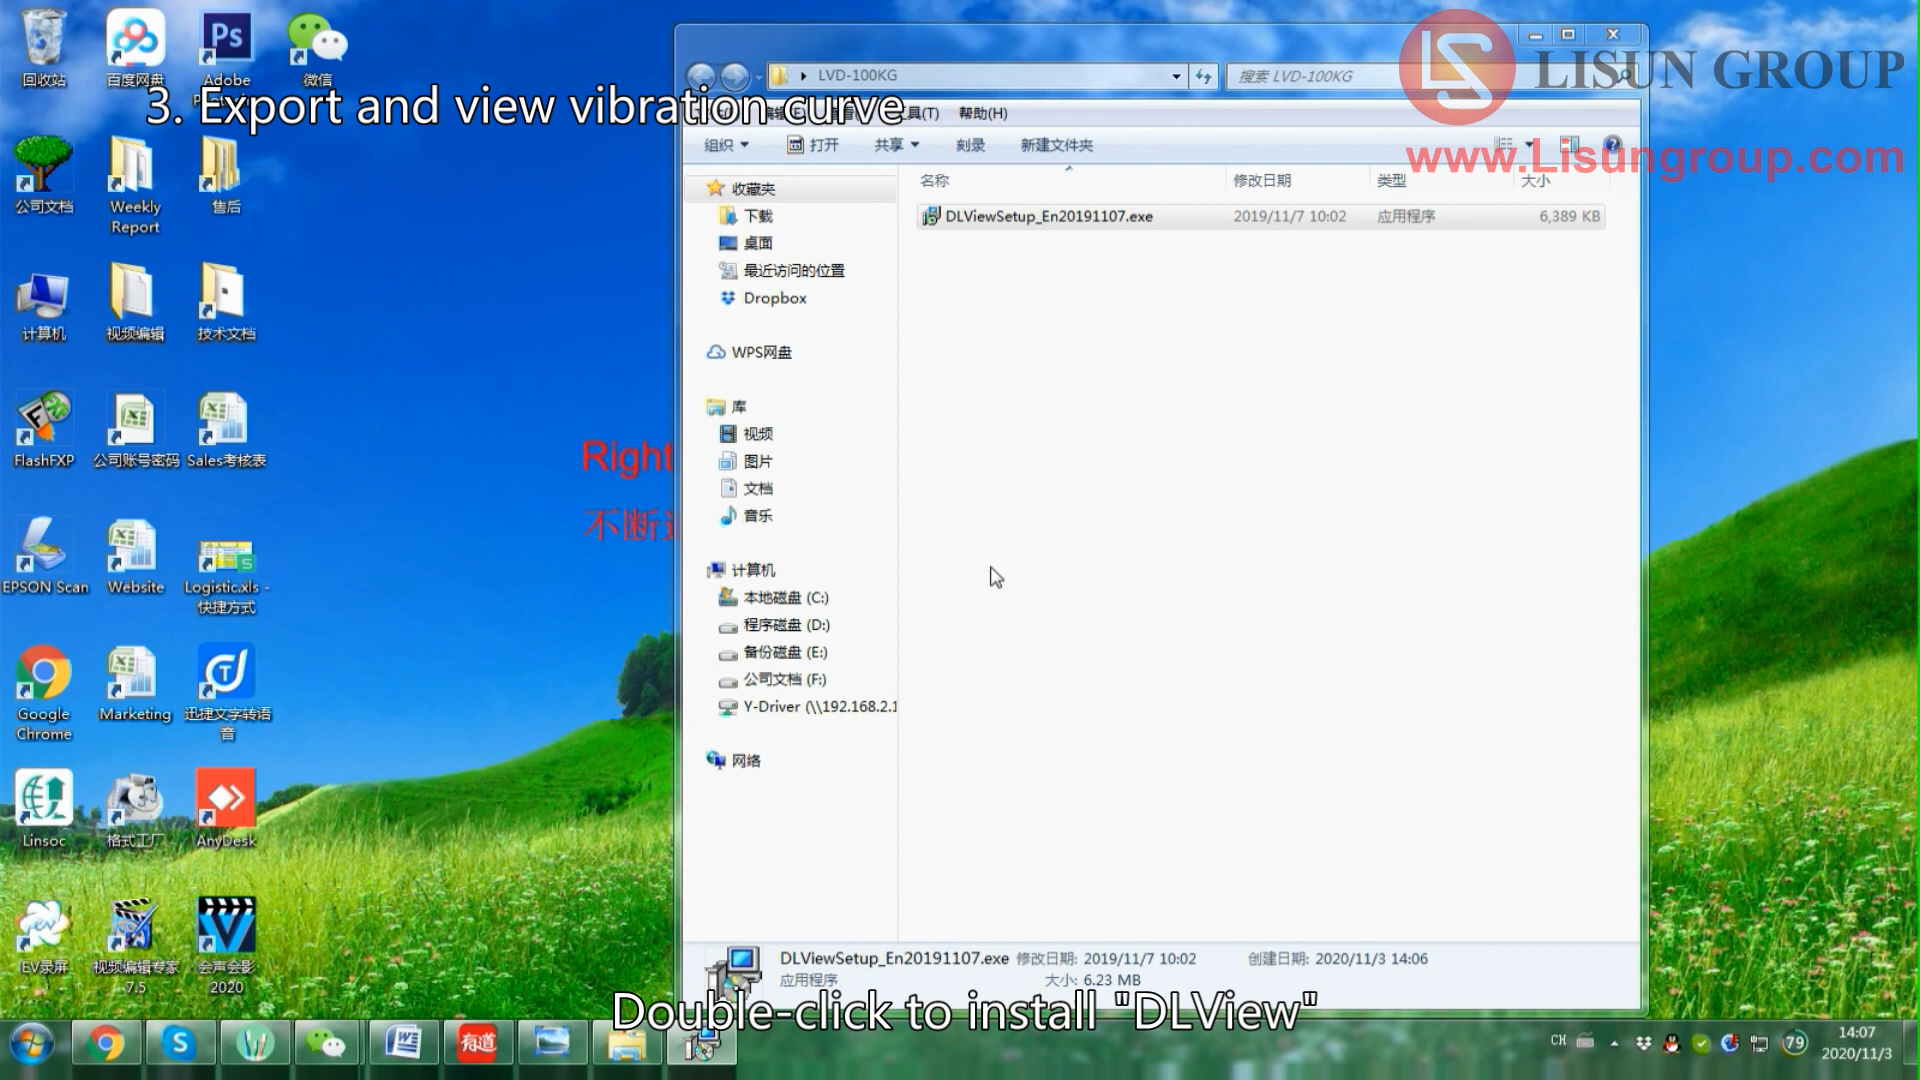 回收站
百度网盘
Ps
Adobe
微信
3. Export and view vibration curve
公司文档
Weekly
Report
售后
计算机
视频编辑
技术文档
FlashFXP
公司账号密码
Sales考核表
EPSON Scan
Website
Logistic.xls -
快捷方式
Google
Chrome
Marketing
迅捷文字转语
音
Linsoc
格式工厂
AnyDesk
EV录屏
视频编辑专家
7.5
会声会影
2020
Right
不断
LVD-100KG
搜索 LVD-100KG
LISUN GROUP
www.Lisungroup.com
具(T)
帮助(H)
组织
打开
共享
刻录
新建文件夹
名称
修改日期
类型
大小
DLViewSetup_En20191107.exe
2019/11/7 10:02
应用程序
6,389 KB
收藏夹
下载
桌面
最近访问的位置
Dropbox
WPS网盘
库
视频
图片
文档
音乐
计算机
本地磁盘 (C:)
程序磁盘 (D:)
备份磁盘 (E:)
公司文档 (F:)
Y-Driver (\\192.168.2.1
网络
DLViewSetup_En20191107.exe 修改日期: 2019/11/7 10:02 创建日期: 2020/11/3 14:06
应用程序 大小: 6.23 MB
Double-click to install "DLView"
有道
CH
79
14:07
2020/11/3